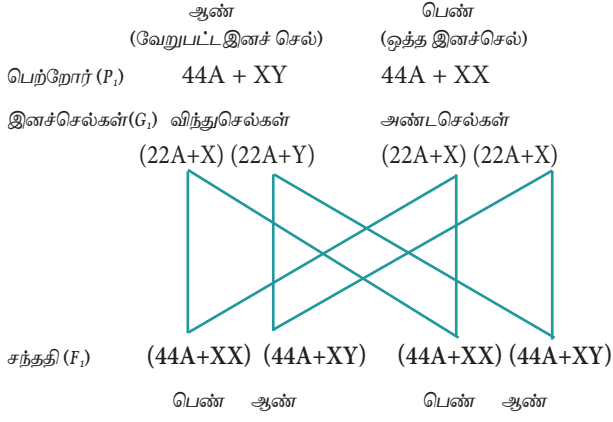 ஆண் பெண்
(வேறுபட்டஇனச் செல்) (ஒத்த இனச்செல்)
பெற்றோர் (P₁) 44A + XY 44A + XX
இனச்செல்கள்(G₁) விந்துசெல்கள் அண்டசெல்கள்
(22A+X) (22A+Y) (22A+X) (22A+X)
சந்ததி (F₁) (44A+XX) (44A+XY) (44A+XX) (44A+XY)
பெண் ஆண் பெண் ஆண்